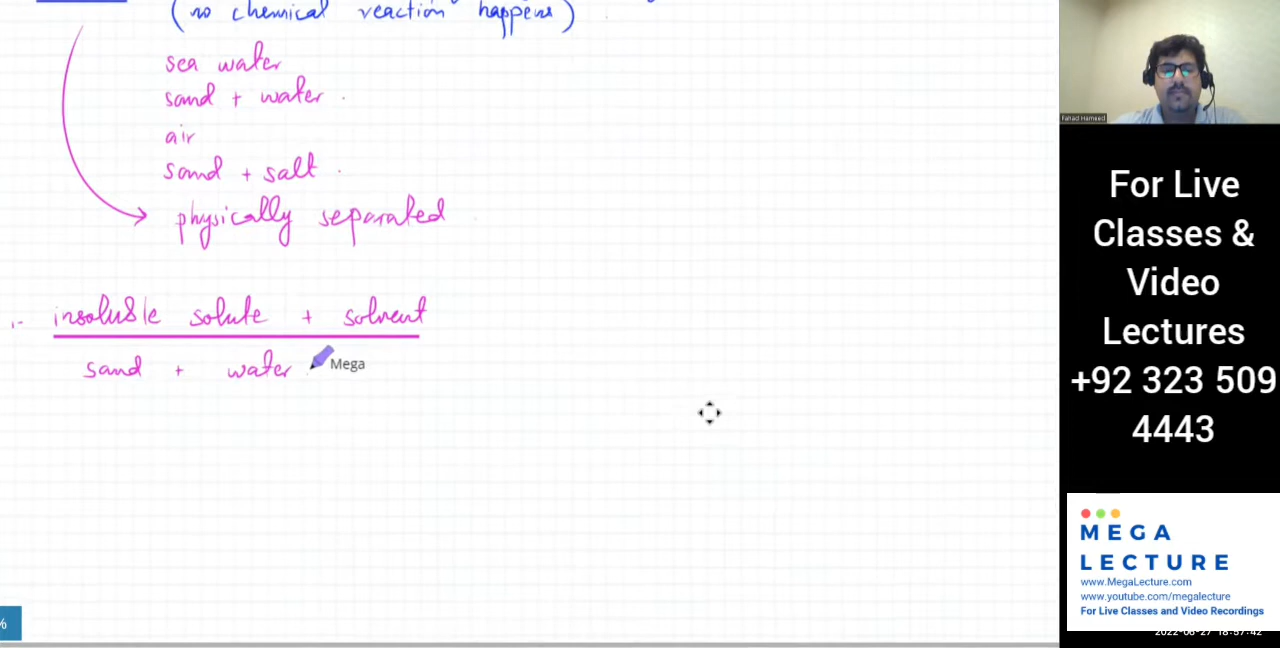 (no chemical reaction happens)
sea water
sand + water
air
sand + salt
physically separated
1- insoluble solute + solvent
sand + water
Mega
%
Fahad Hameed
For Live
Classes &
Video
Lectures
+92 323 509
4443
MEGA
LECTURE
www.MegaLecture.com
www.youtube.com/megalecture
For Live Classes and Video Recordings
2022-06-27 18:57:42